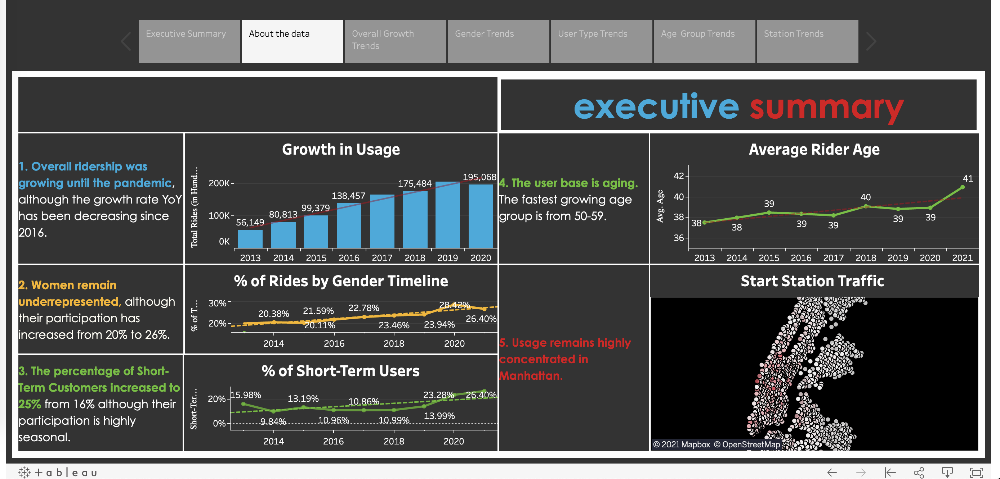 Executive Summary
About the data
Overall Growth
Trends
Gender Trends
User Type Trends
Age Group Trends
Station Trends
executive summary
1. Overall ridership was
growing until the pandemic,
although the growth rate YoY
has been decreasing since
2016.
Growth in Usage
Total Rides (in Hund...
200K
100K
0K
56,149
80,813
99,379
138,457
175,484
195,068
2013 2014 2015 2016 2017 2018 2019 2020
2. Women remain
underrepresented, although
their participation has
increased from 20% to 26%.
% of Rides by Gender Timeline
% of T...
30%
20%
20.38%
20.11%
21.59%
22.78%
23.46%
23.94%
28.42%
26.40%
2014 2016 2018 2020
3. The percentage of Short-
Term Customers increased to
25% from 16% although their
participation is highly
seasonal.
% of Short-Term Users
Short-Ter...
20%
0%
15.98%
9.84%
13.19%
10.96%
10.86%
10.99%
13.99%
23.28%
26.40%
2014 2016 2018 2020
4. The user base is aging.
The fastest growing age
group is from 50-59.
Average Rider Age
Avg. Age
42
40
38
36
38
38
39
39
39
40
39
39
41
2013 2014 2015 2016 2017 2018 2019 2020 2021
5. Usage remains highly
concentrated in
Manhattan.
Start Station Traffic
© 2021 Mapbox © OpenStreetMap
+ableau